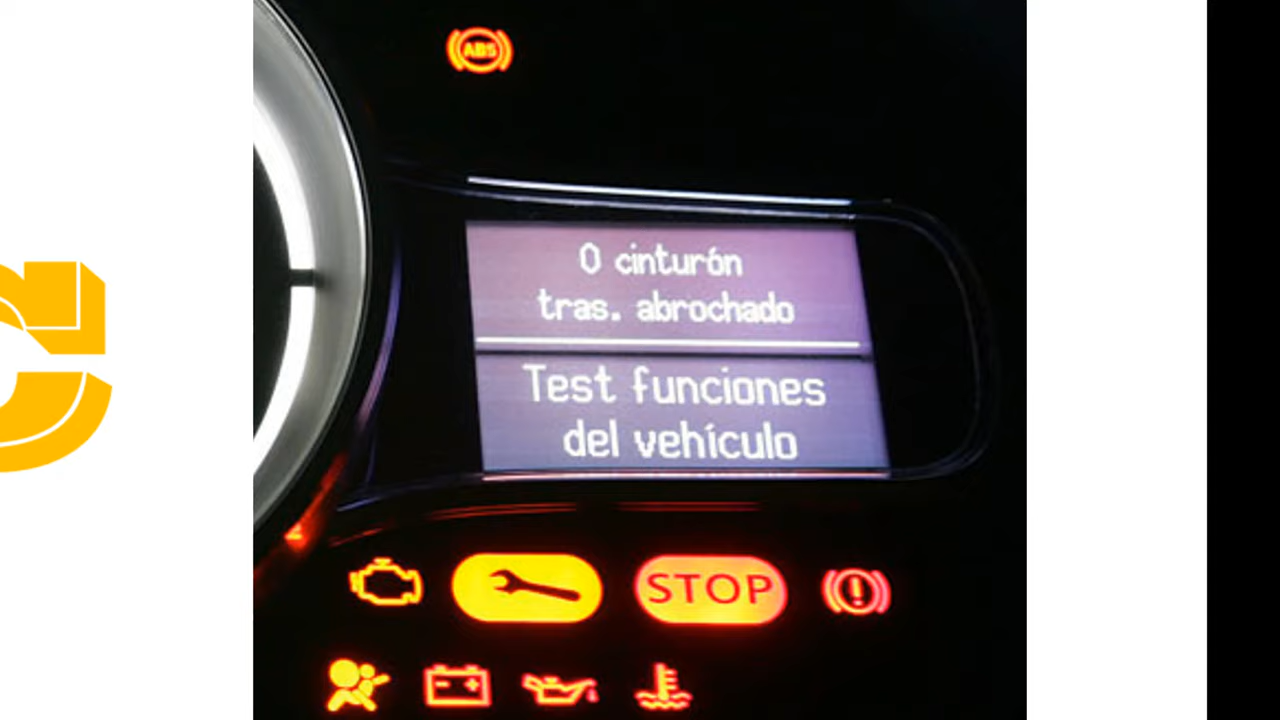 ABS
0 cinturón
tras. abrochado
Test funciones
del vehículo
STOP